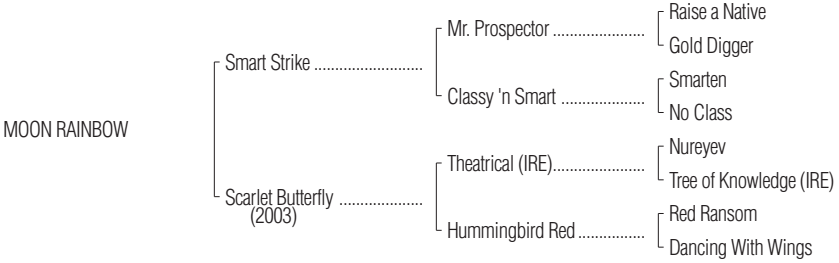 Raise a Native
Mr. Prospector ......................
Gold Digger
Smart Strike ..........................
Smarten
Classy 'n Smart ....................
No Class
MOON RAINBOW
Nureyev
Theatrical (IRE)......................
Tree of Knowledge (IRE)
Scarlet Butterfly ....................
(2003)
Red Ransom
Hummingbird Red ................
Dancing With Wings